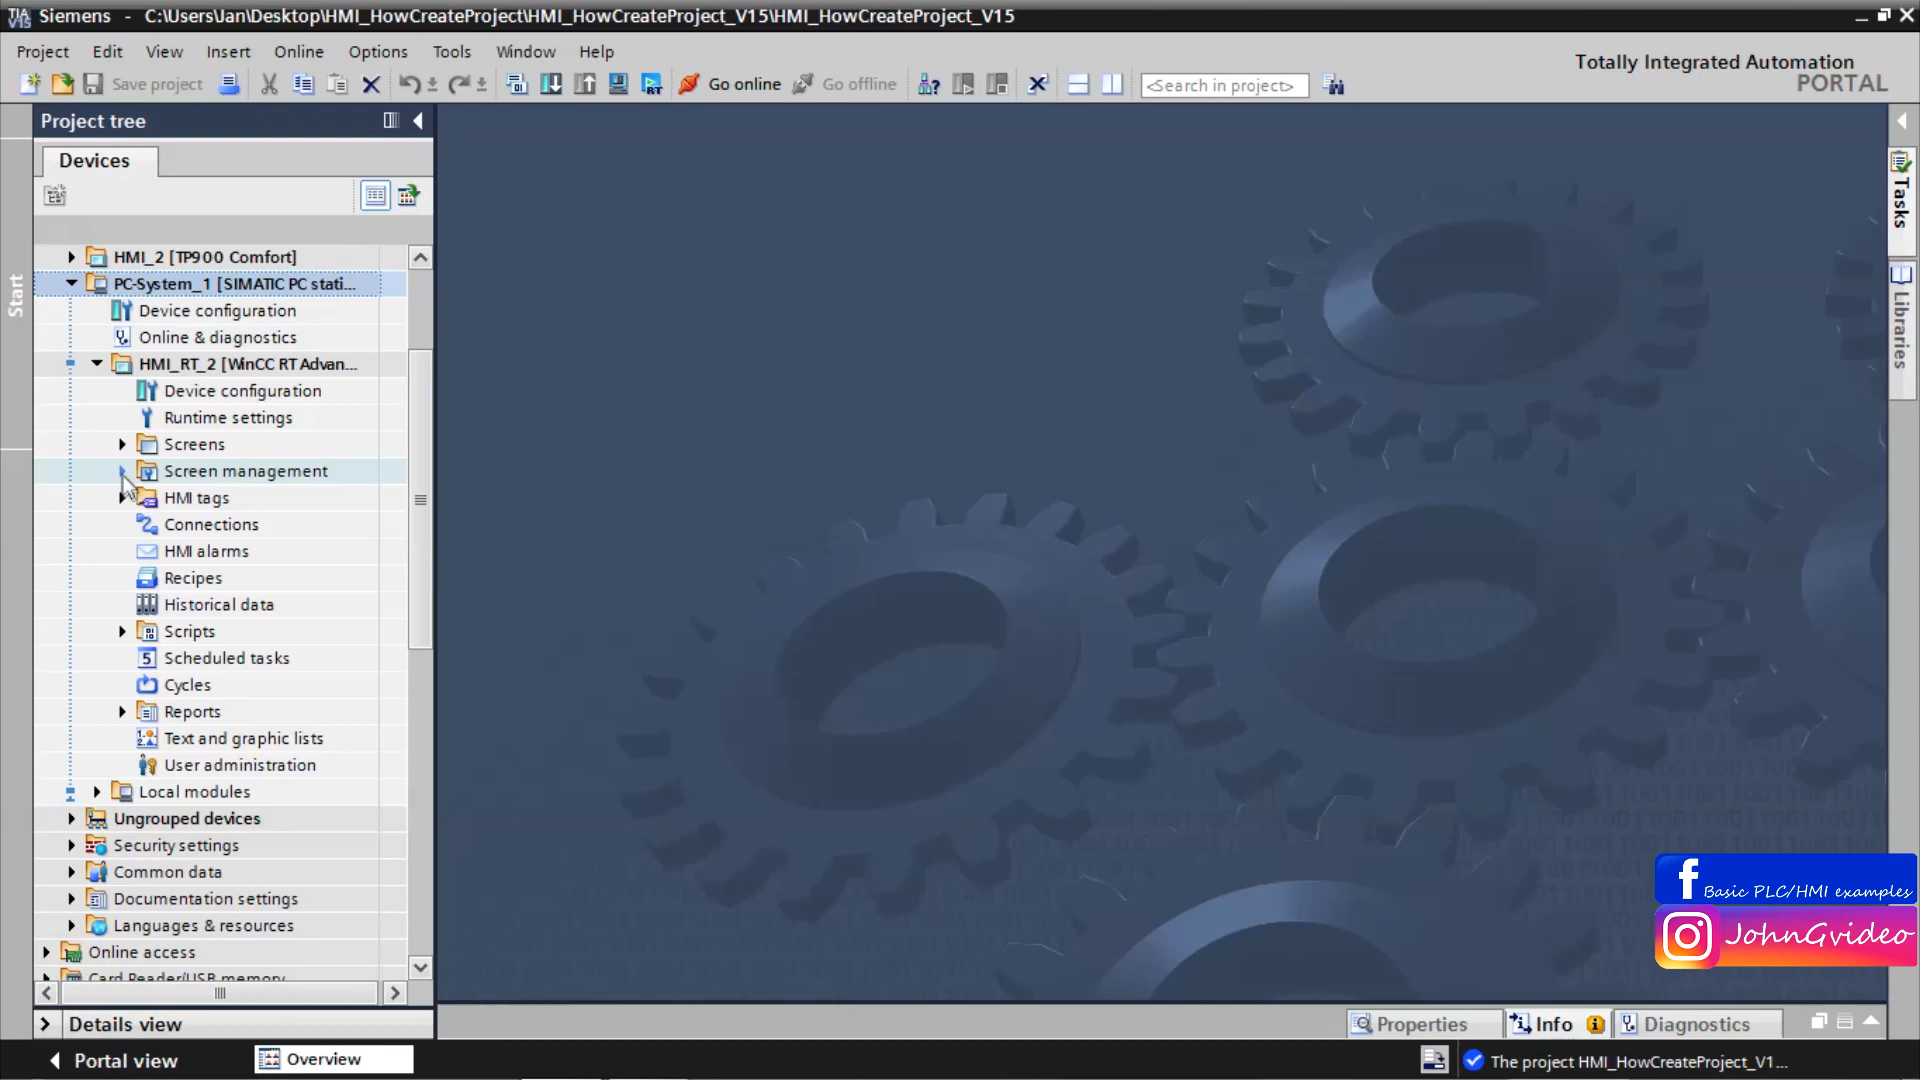 Siemens - C:\Users\Jan\Desktop\HMI_HowCreateProject\HMI_HowCreateProject_V15\HMI_HowCreateProject_V15
Project Edit View Insert Online Options Tools Window Help
Totally Integrated Automation
PORTAL
Save project Go online Go offline <Search in project>
Project tree
Devices
Start
HMI_2 [TP900 Comfort]
PC-System_1 [SIMATIC PC stati...
Device configuration
Online & diagnostics
HMI_RT_2 [WinCC RT Advan...
Device configuration
Runtime settings
Screens
Screen management
HMI tags
Connections
HMI alarms
Recipes
Historical data
Scripts
Scheduled tasks
Cycles
Reports
Text and graphic lists
User administration
Local modules
Ungrouped devices
Security settings
Common data
Documentation settings
Languages & resources
Online access
Card Reader/USB memory
Details view
Tasks
Libraries
Basic PLC/HMI examples
JohnGvideo
Properties Info Diagnostics
Portal view Overview
The project HMI_HowCreateProject_V1...